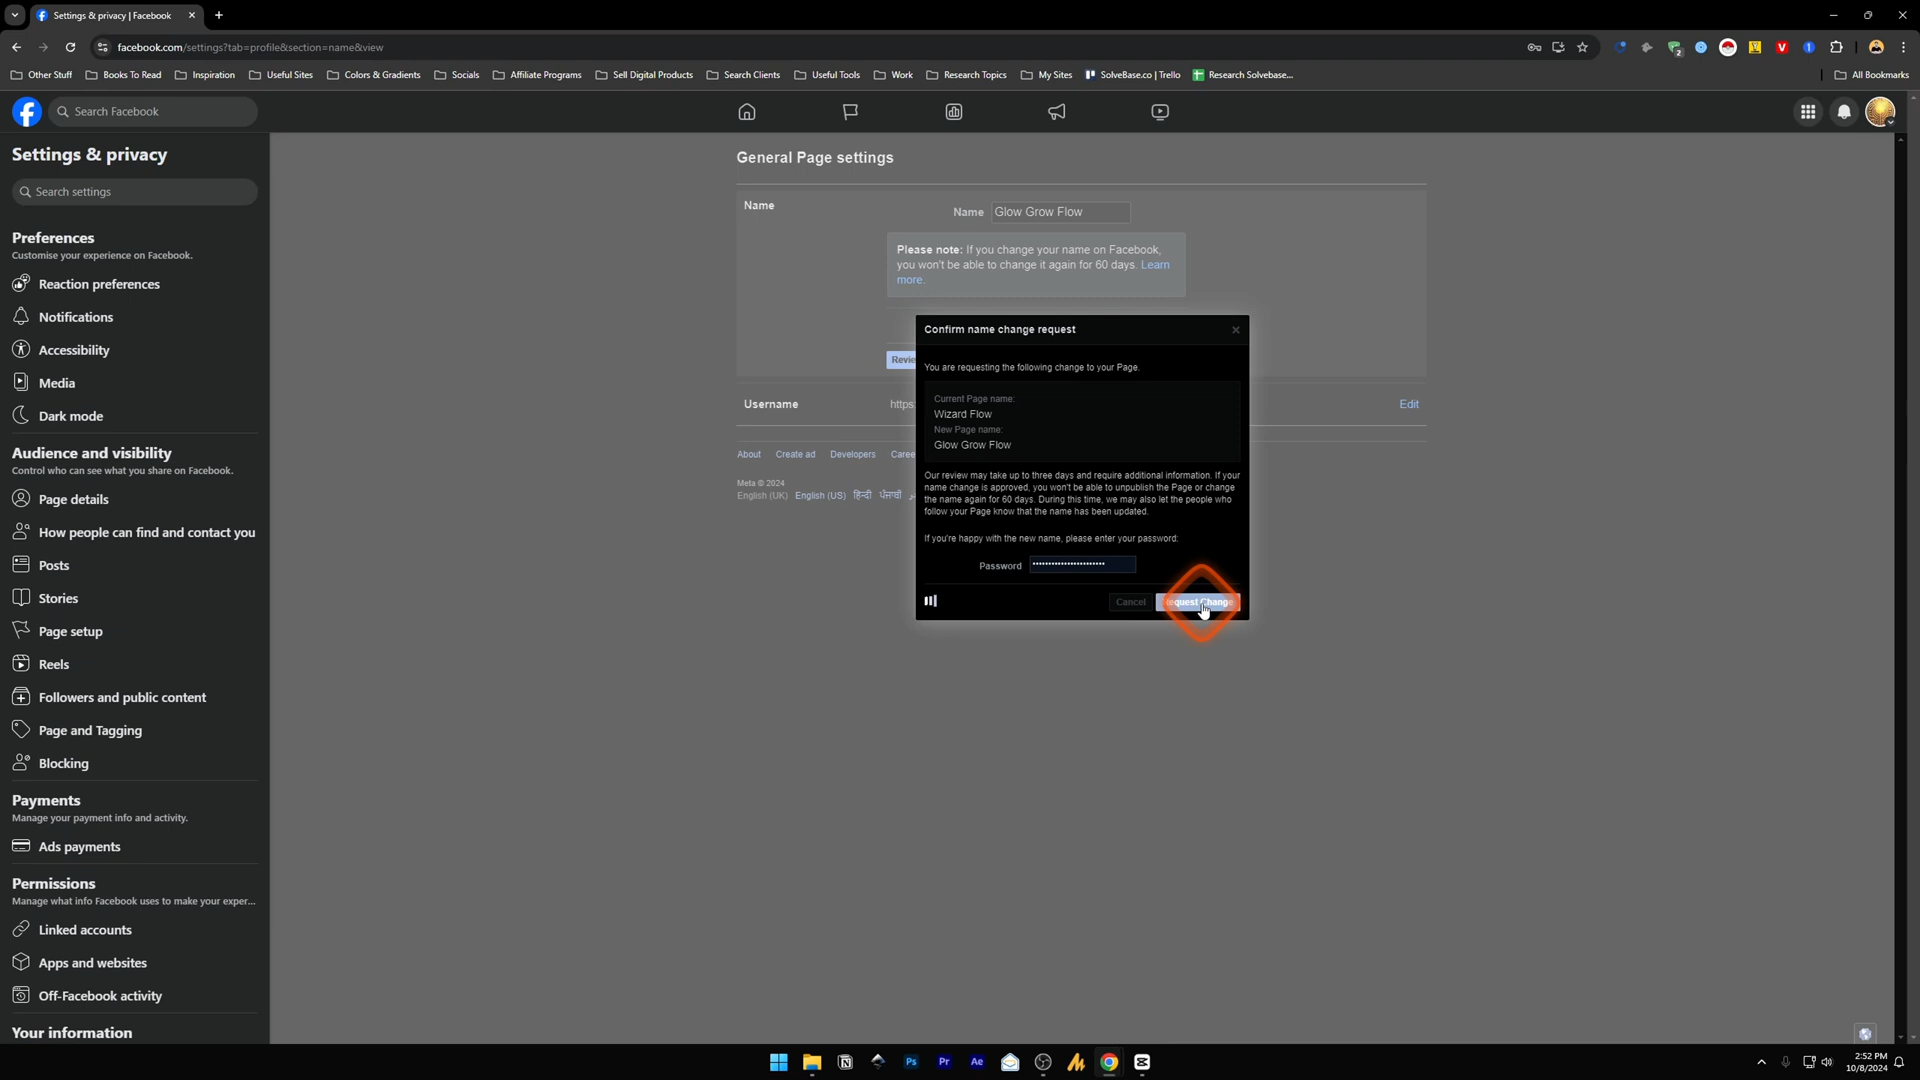 Settings & privacy | Facebook
facebook.com/settings?tab=profile&section=name&view
Other Stuff
Books To Read
Inspiration
Useful Sites
Colors & Gradients
Socials
Affiliate Programs
Sell Digital Products
Search Clients
Useful Tools
Work
Research Topics
My Sites
SolveBase.co | Trello
Research Solvebase...
All Bookmarks
Search Facebook
Settings & privacy
Search settings
Preferences
Customise your experience on Facebook.
Reaction preferences
Notifications
Accessibility
Media
Dark mode
Audience and visibility
Control who can see what you share on Facebook.
Page details
How people can find and contact you
Posts
Stories
Page setup
Reels
Followers and public content
Page and Tagging
Blocking
Payments
Manage your payment info and activity.
Ads payments
Permissions
Manage what info Facebook uses to make your exper...
Linked accounts
Apps and websites
Off-Facebook activity
Your information
General Page settings
Name
Name Glow Grow Flow
Please note: If you change your name on Facebook,
you won't be able to change it again for 60 days. Learn
more.
Revie
Username
https:
Edit
About
Create ad
Developers
Caree
Meta © 2024
English (UK)
English (US)
हिन्दी
ਪੰਜਾਬੀ
Confirm name change request
You are requesting the following change to your Page.
Current Page name:
Wizard Flow
New Page name:
Glow Grow Flow
Our review may take up to three days and require additional information. If your
name change is approved, you won't be able to unpublish the Page or change
the name again for 60 days. During this time, we may also let the people who
follow your Page know that the name has been updated.
If you're happy with the new name, please enter your password:
Password
Cancel
Request Change
Ps
Pr
Ae
2:52 PM
10/8/2024